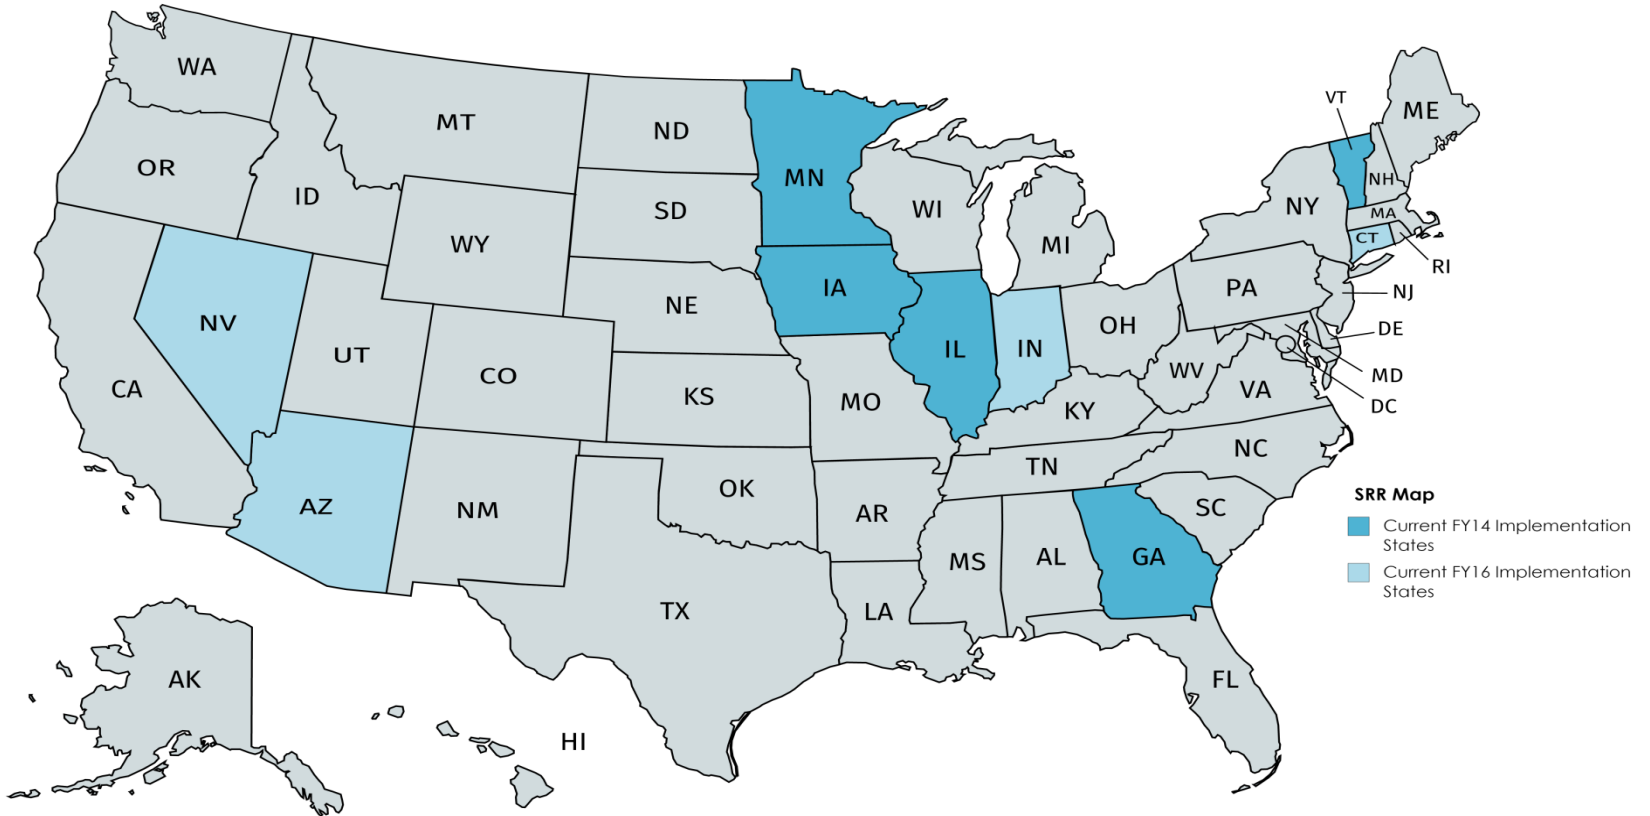 WA
MT
ND
MN
OR
ID
SD
WI
WY
MI
VT
ME
NH
NY
MA
CT
RI
NV
UT
CO
NE
IA
IL
IN
OH
PA
NJ
DE
MD
DC
CA
KS
MO
KY
WV
VA
AZ
NM
OK
AR
TN
NC
SC
TX
LA
MS
AL
GA
FL
AK
HI
SRR Map
Current FY14 Implementation
States
Current FY16 Implementation
States